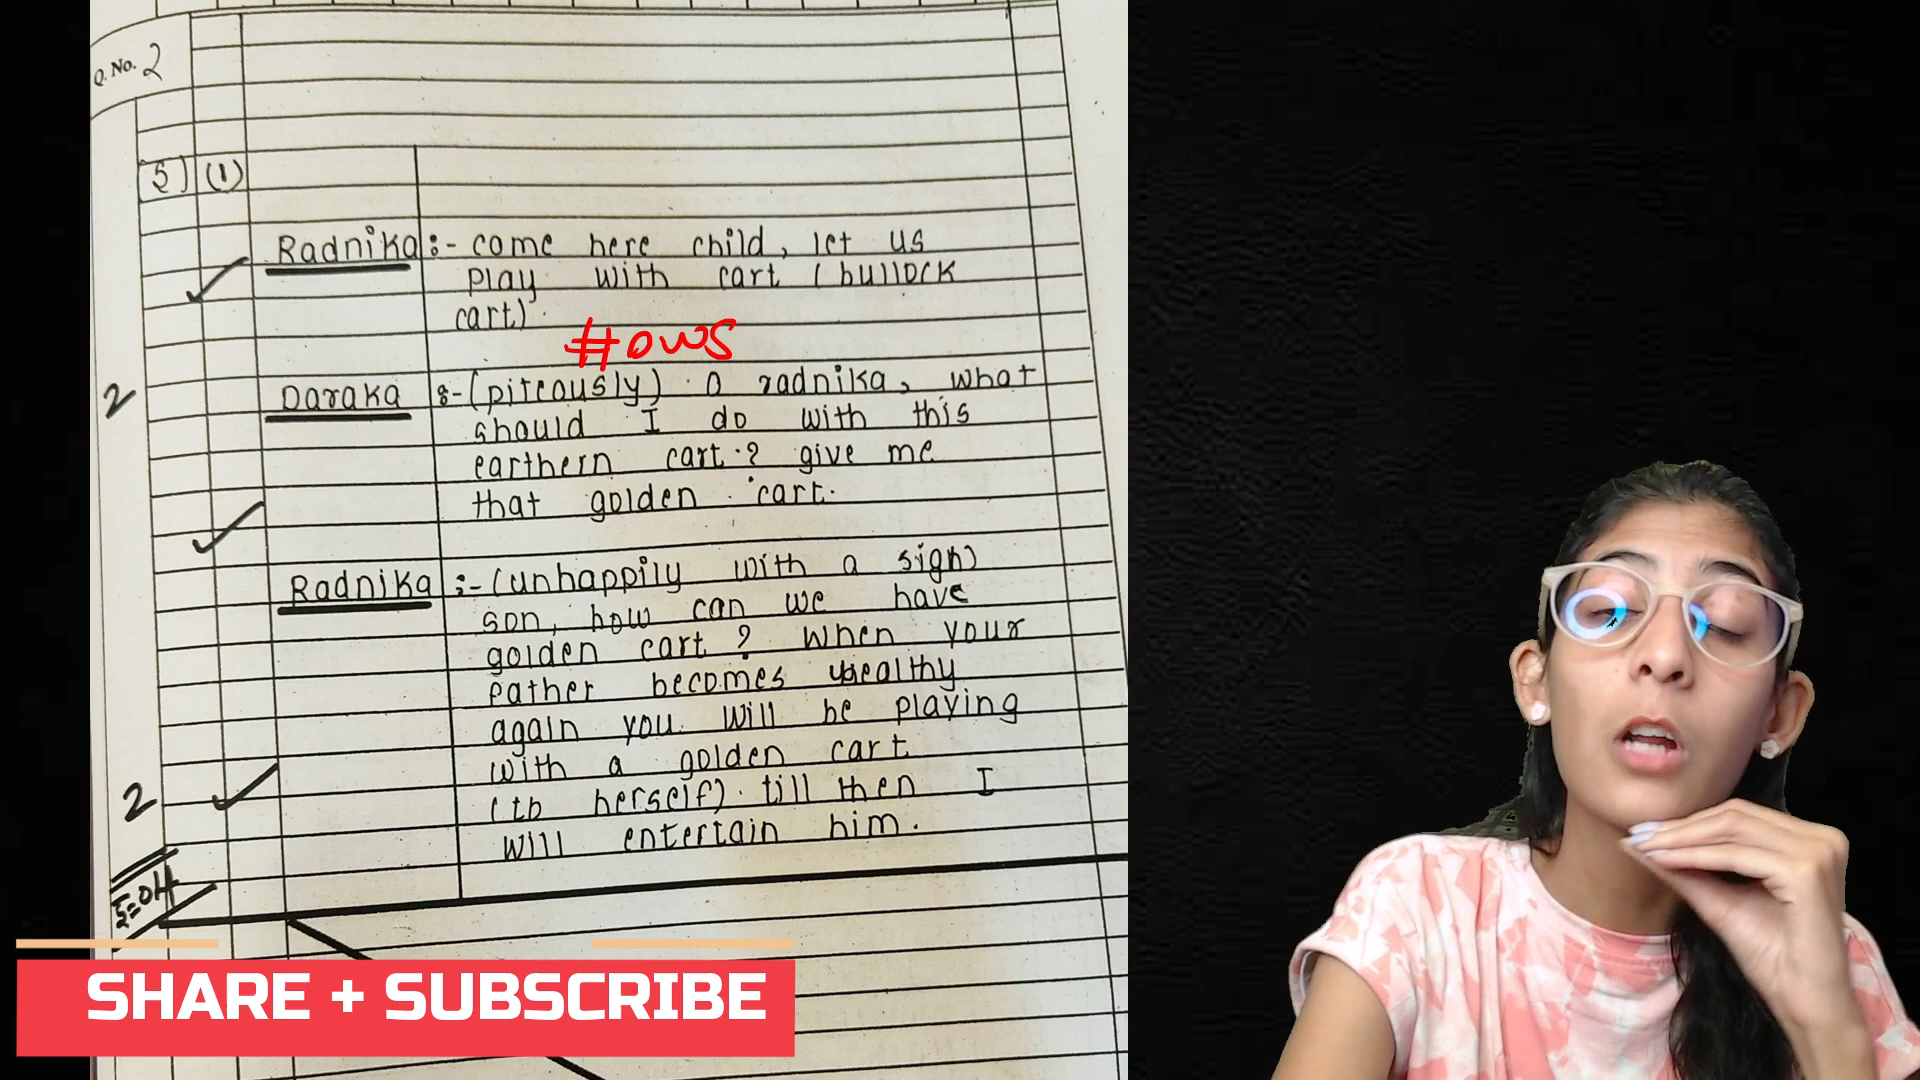 Q. No. 2
5) (1)
Radnika :- come here child, let us
play with cart (bullock
cart).
#OWS
2
Daraka :- (piteously). O radnika, what
should I do with this
earthern cart.? give me
that golden cart.
Radnika :- (unhappily with a sigh)
son, how can we have
golden cart ? When your
father becomes wealthy
again you will be playing
with a golden cart
2
(to herself). till then I
will entertain him.
SHARE + SUBSCRIBE